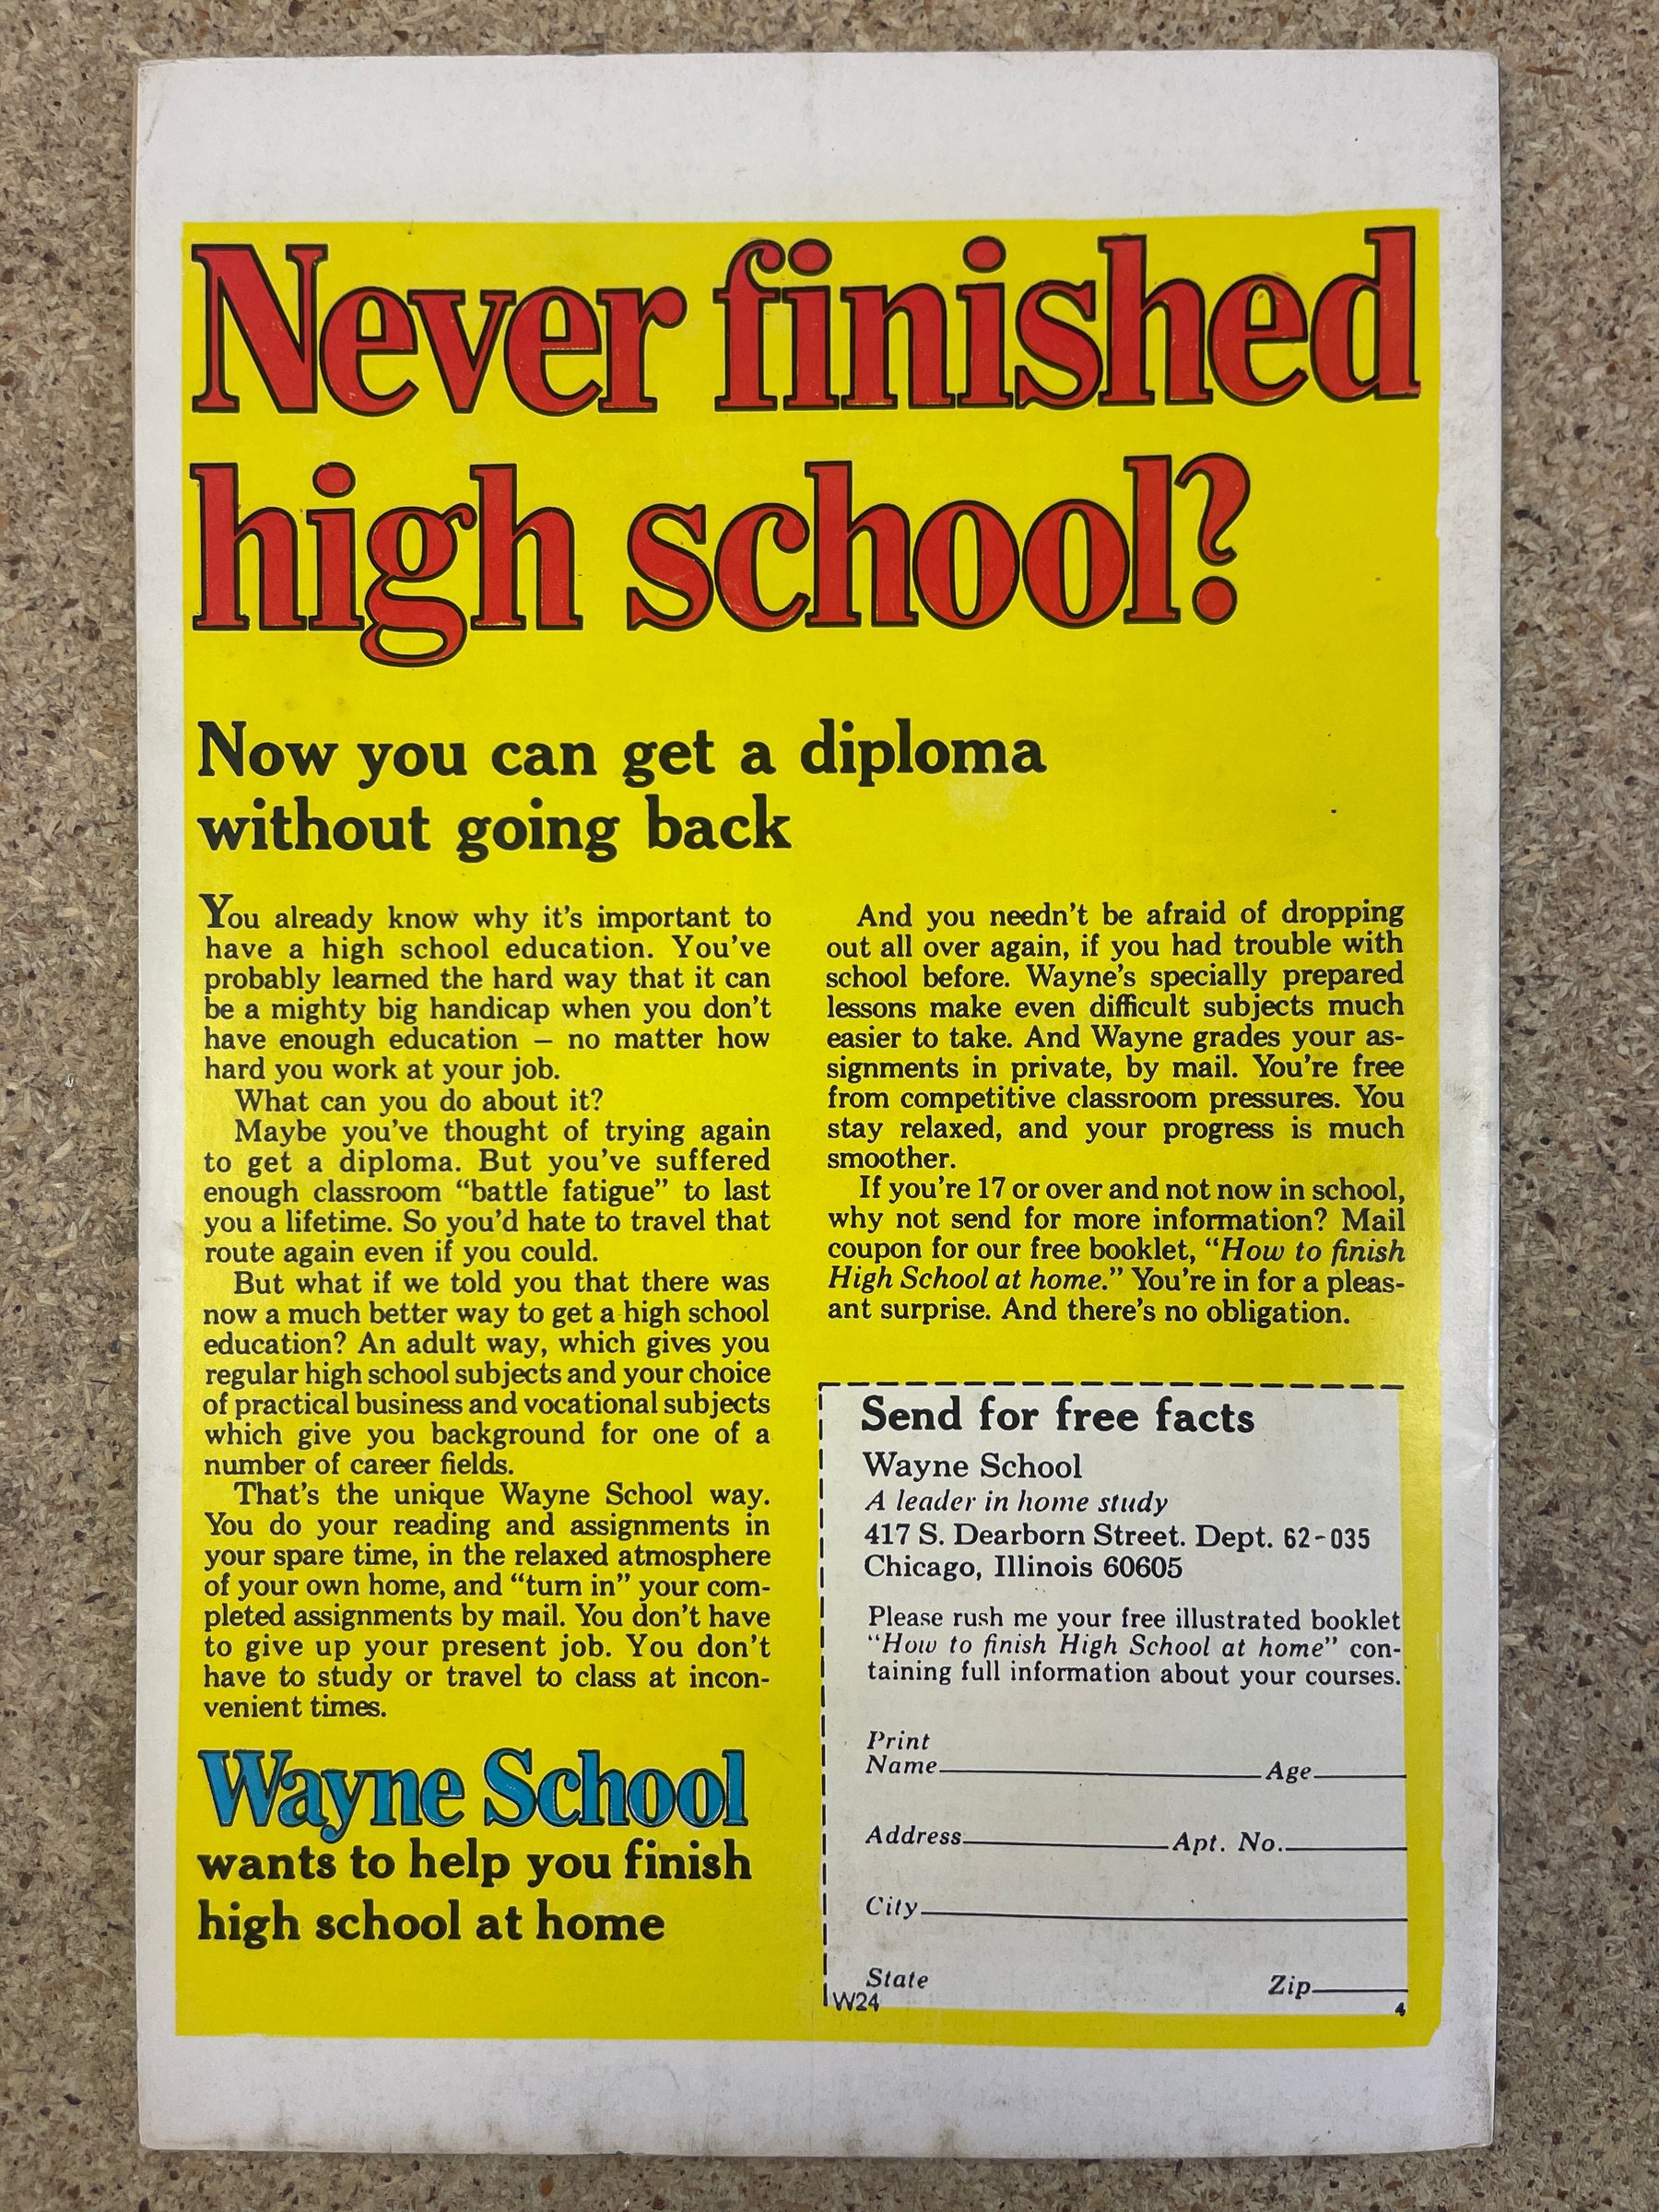 Never finished
high school?
Now you can get a diploma
without going back
You already know why it's important to
have a high school education. You've
probably learned the hard way that it can
be a mighty big handicap when you don't
have enough education – no matter how
hard you work at your job.
What can you do about it?
Maybe you've thought of trying again
to get a diploma. But you've suffered
enough classroom “battle fatigue” to last
you a lifetime. So you'd hate to travel that
route again even if you could.
But what if we told you that there was
now a much better way to get a high school
education? An adult way, which gives you
regular high school subjects and your choice
of practical business and vocational subjects
which give you background for one of a
number of career fields.
That's the unique Wayne School way.
You do your reading and assignments in
your spare time, in the relaxed atmosphere
of your own home, and “turn in” your com-
pleted assignments by mail. You don't have
to give up your present job. You don't
have to study or travel to class at incon-
venient times.
Wayne School
wants to help you finish
high school at home
And you needn't be afraid of dropping
out all over again, if you had trouble with
school before. Wayne's specially prepared
lessons make even difficult subjects much
easier to take. And Wayne grades your as-
signments in private, by mail. You're free
from competitive classroom pressures. You
stay relaxed, and your progress is much
smoother.
If you're 17 or over and not now in school,
why not send for more information? Mail
coupon for our free booklet, “How to finish
High School at home.” You're in for a pleas-
ant surprise. And there's no obligation.
Send for free facts
Wayne School
A leader in home study
417 S. Dearborn Street. Dept. 62-035
Chicago, Illinois 60605
Please rush me your free illustrated booklet
“How to finish High School at home” con-
taining full information about your courses.
Print
Name Age
Address Apt. No.
City
State Zip
W24 4